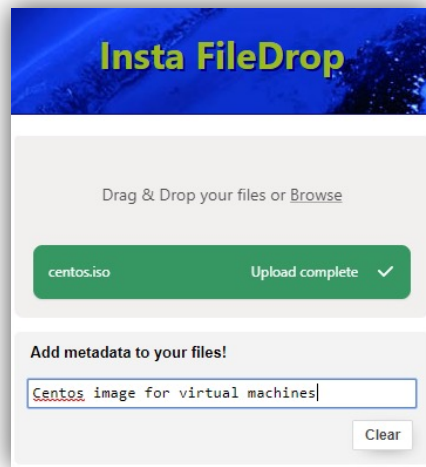 Insta FileDrop
Drag & Drop your files or Browse
centos.iso Upload complete
Add metadata to your files!
Centos image for virtual machines
Clear